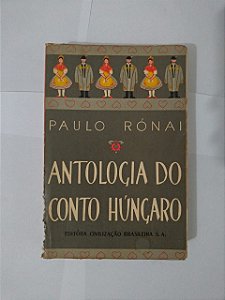 PAULO RÓNAI
ANTOLOGIA DO
CONTO HÚNGARO
EDITÔRA CIVILIZAÇÃO BRASILEIRA S.A.